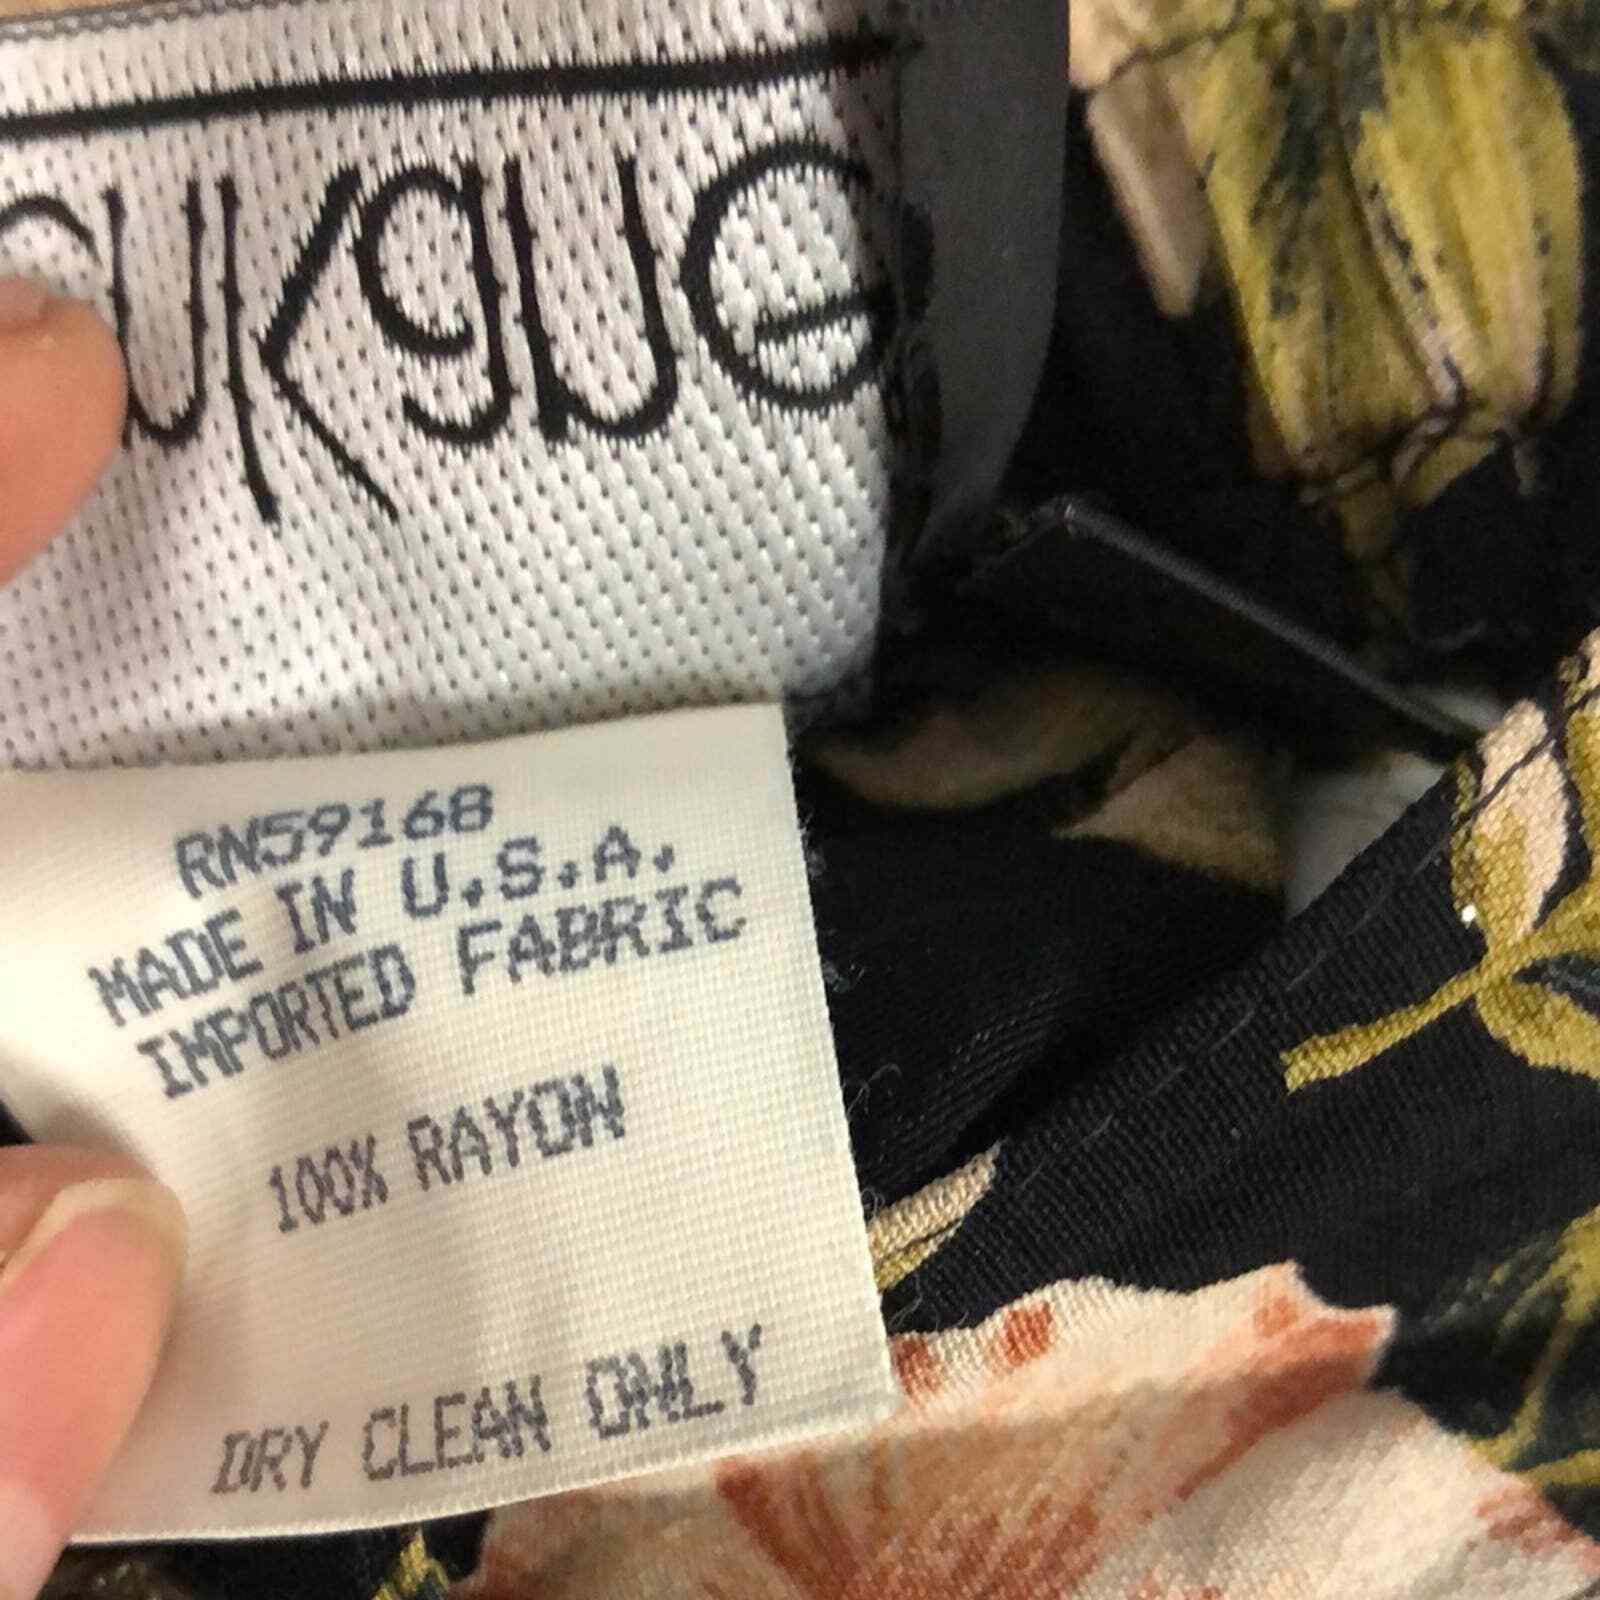 RN59168
MADE IN U.S.A.
IMPORTED FABRIC
100% RAYON
DRY CLEAN ONLY